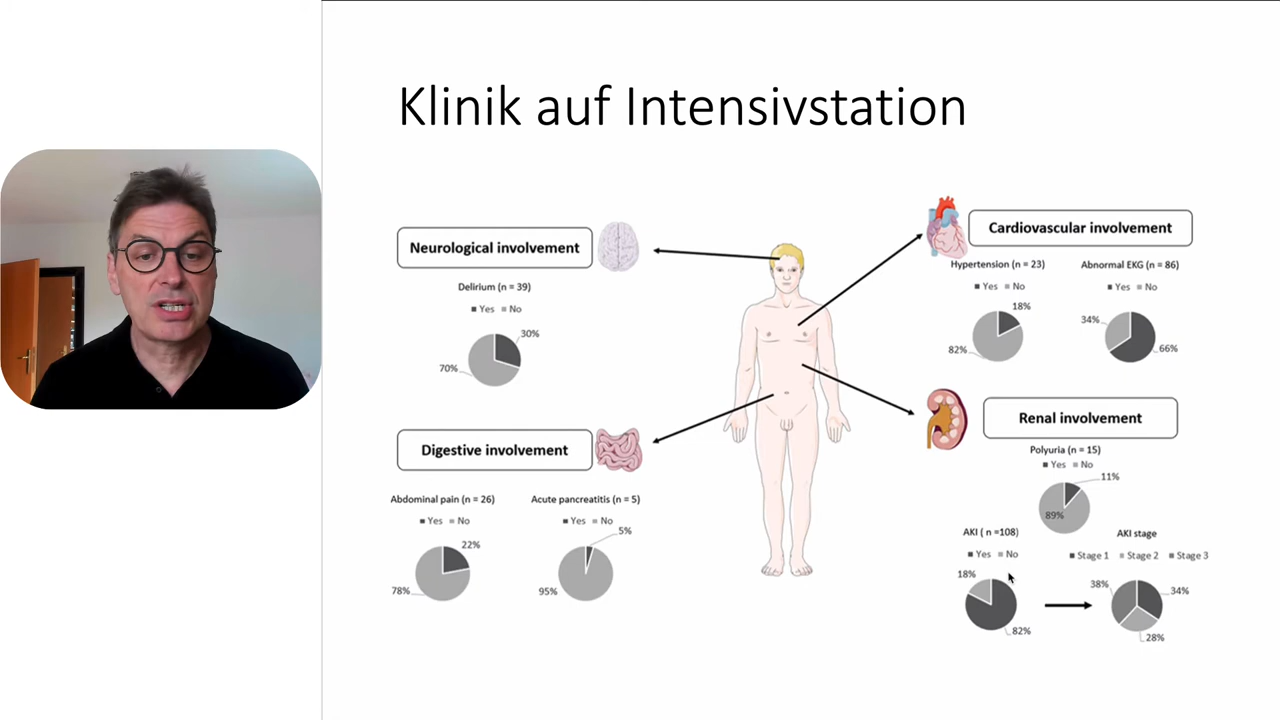 Klinik auf Intensivstation
Neurological involvement
Delirium (n = 39)
Yes No
30%
70%
Digestive involvement
Abdominal pain (n = 26)
Yes No
22%
78%
Acute pancreatitis (n = 5)
Yes No
5%
95%
Cardiovascular involvement
Hypertension (n = 23)
Yes No
18%
82%
Abnormal EKG (n = 86)
Yes No
34%
66%
Renal involvement
Polyuria (n = 15)
Yes No
11%
89%
AKI ( n =108)
Yes No
18%
82%
AKI stage
Stage 1 Stage 2 Stage 3
38%
34%
28%